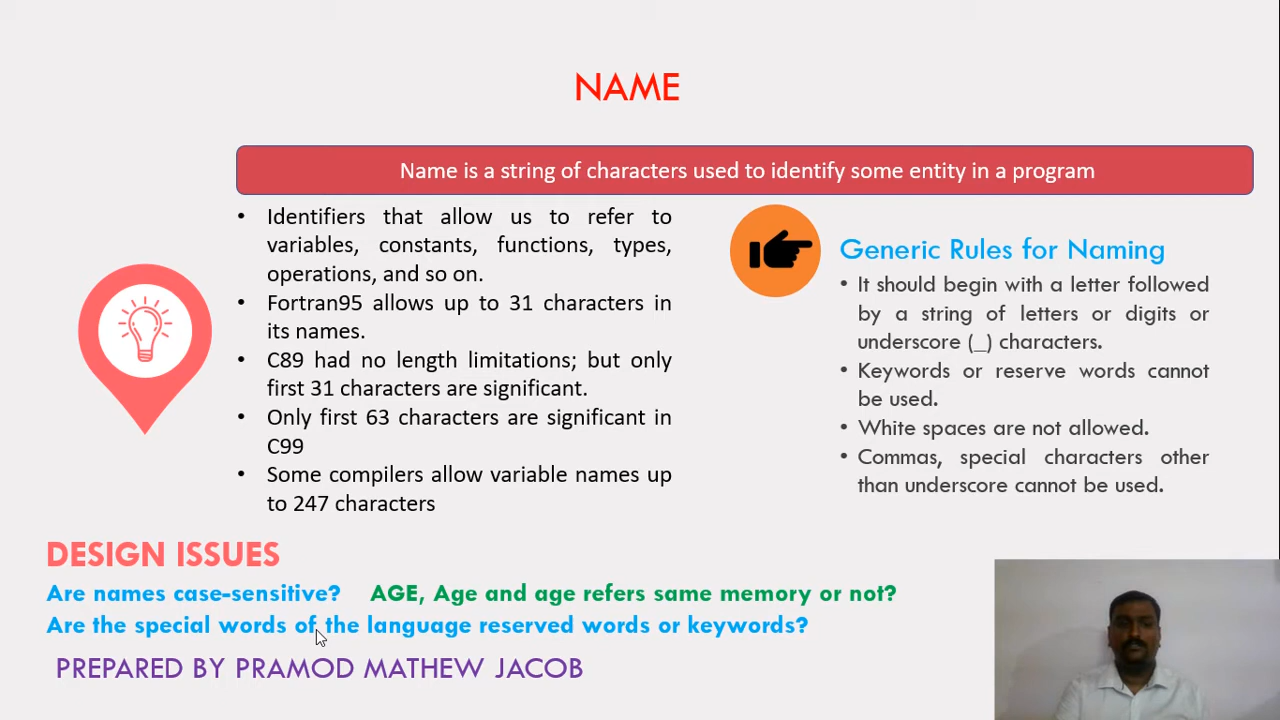 NAME
Name is a string of characters used to identify some entity in a program
• Identifiers that allow us to refer to
variables, constants, functions, types,
operations, and so on.
• Fortran95 allows up to 31 characters in
its names.
• C89 had no length limitations; but only
first 31 characters are significant.
• Only first 63 characters are significant in
C99
• Some compilers allow variable names up
to 247 characters
Generic Rules for Naming
• It should begin with a letter followed
by a string of letters or digits or
underscore (_) characters.
• Keywords or reserve words cannot
be used.
• White spaces are not allowed.
• Commas, special characters other
than underscore cannot be used.
DESIGN ISSUES
Are names case-sensitive? AGE, Age and age refers same memory or not?
Are the special words of the language reserved words or keywords?
PREPARED BY PRAMOD MATHEW JACOB